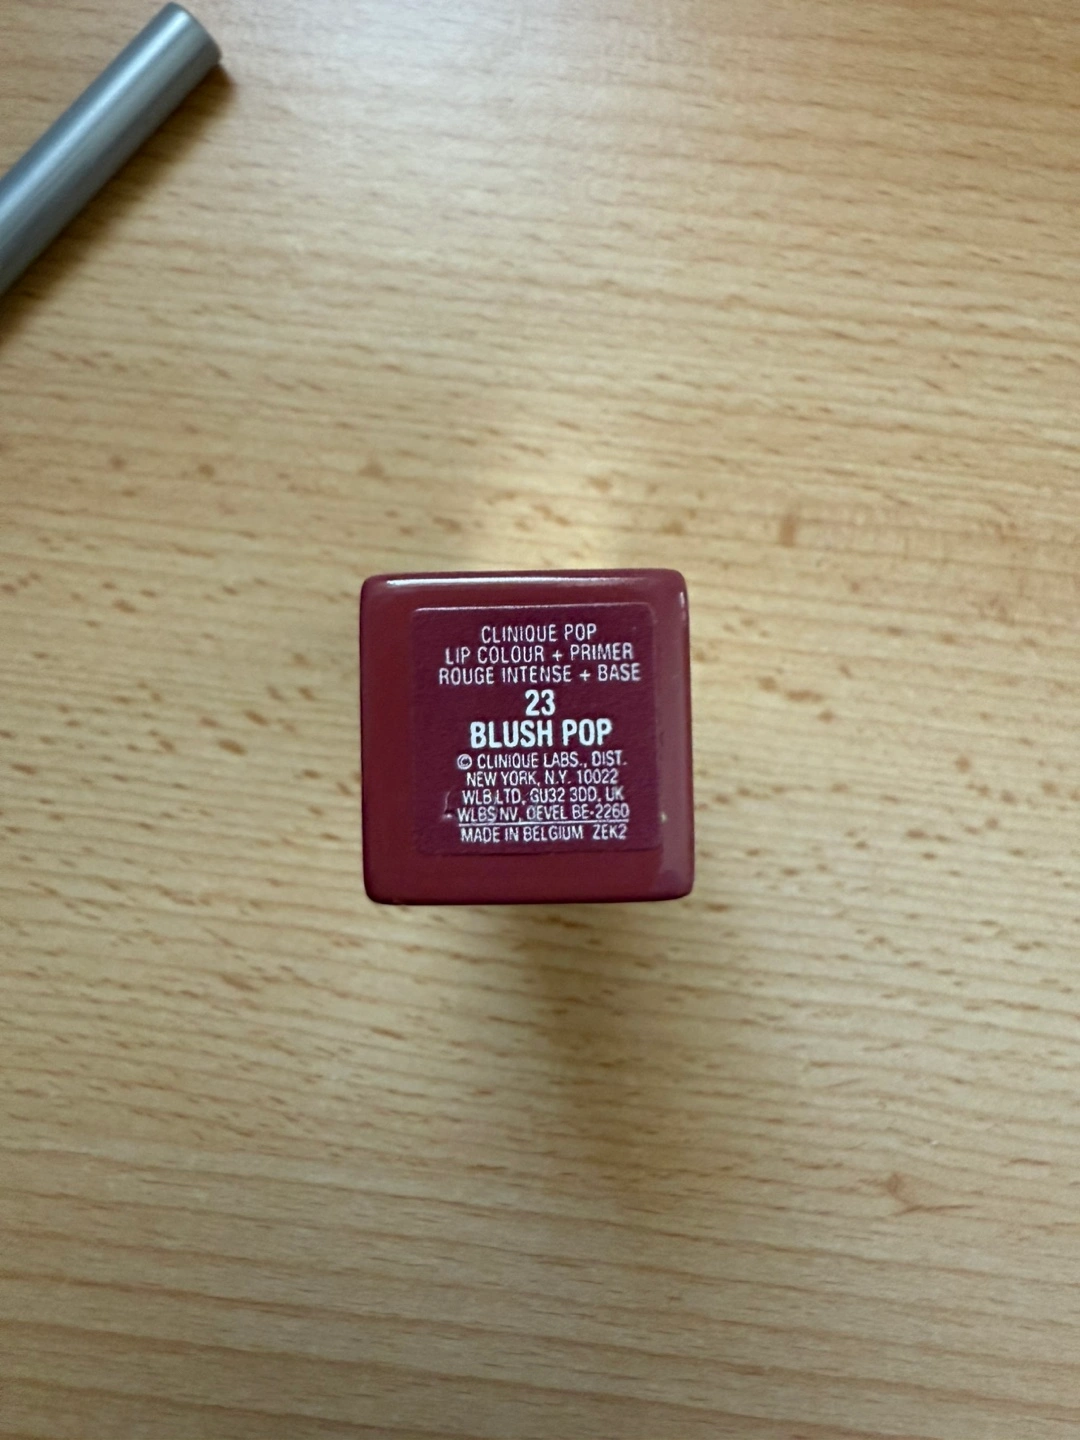 CLINIQUE POP
LIP COLOUR + PRIMER
ROUGE INTENSE + BASE
23
BLUSH POP
© CLINIQUE LABS., DIST.
NEW YORK, N.Y. 10022
WLB LTD, GU32 3DD, UK
WLBS NV, OEVEL BE-2260
MADE IN BELGIUM ZEK2